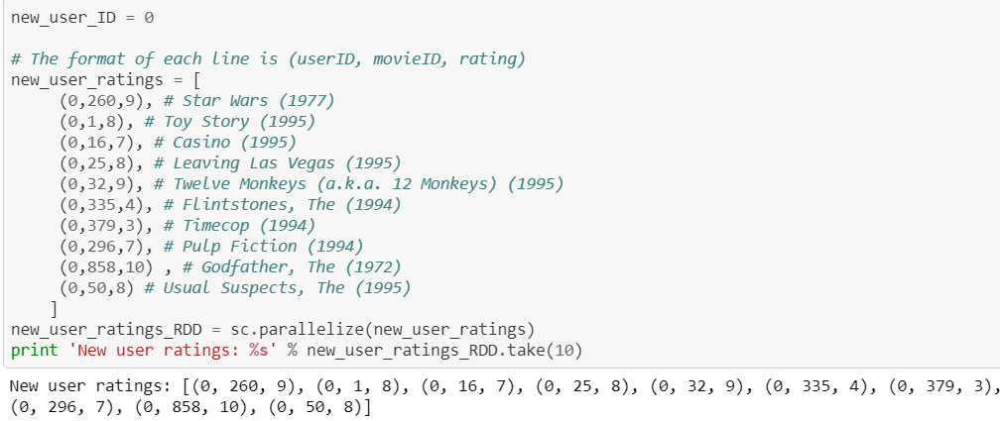 new_user_ID = 0
# The format of each line is (userID, movieID, rating)
new_user_ratings = [
(0,260,9), # Star Wars (1977)
(0,1,8), # Toy Story (1995)
(0,16,7), # Casino (1995)
(0,25,8), # Leaving Las Vegas (1995)
(0,32,9), # Twelve Monkeys (a.k.a. 12 Monkeys) (1995)
(0,335,4), # Flintstones, The (1994)
(0,379,3), # Timecop (1994)
(0,296,7), # Pulp Fiction (1994)
(0,858,10) , # Godfather, The (1972)
(0,50,8) # Usual Suspects, The (1995)
]
new_user_ratings_RDD = sc.parallelize(new_user_ratings)
print 'New user ratings: %s' % new_user_ratings_RDD.take(10)
New user ratings: [(0, 260, 9), (0, 1, 8), (0, 16, 7), (0, 25, 8), (0, 32, 9), (0, 335, 4), (0, 379, 3),
(0, 296, 7), (0, 858, 10), (0, 50, 8)]